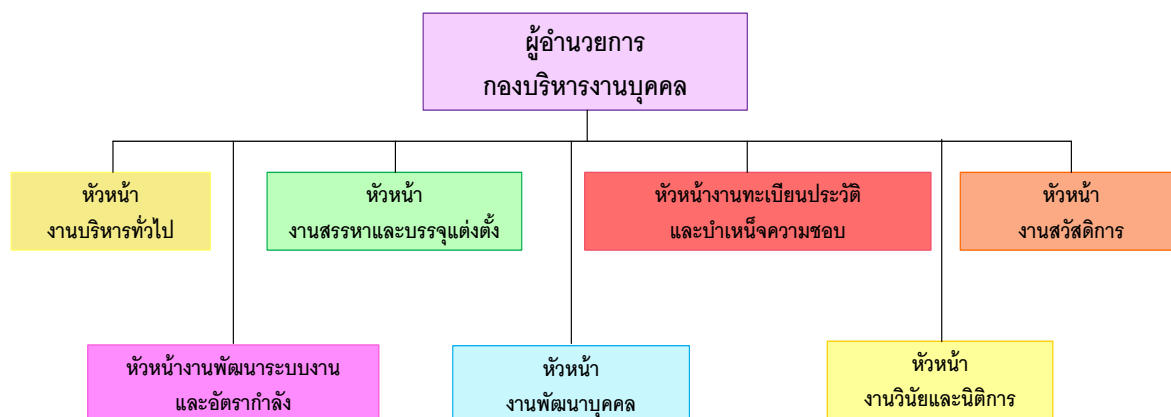 ผู้อำนวยการ
กองบริหารงานบุคคล
หัวหน้า
งานบริหารทั่วไป
หัวหน้า
งานสรรหาและบรรจุแต่งตั้ง
หัวหน้างานทะเบียนประวัติ
และบำเหน็จความชอบ
หัวหน้า
งานสวัสดิการ
หัวหน้างานพัฒนาระบบงาน
และอัตรากำลัง
หัวหน้า
งานพัฒนาบุคคล
หัวหน้า
งานวินัยและนิติการ